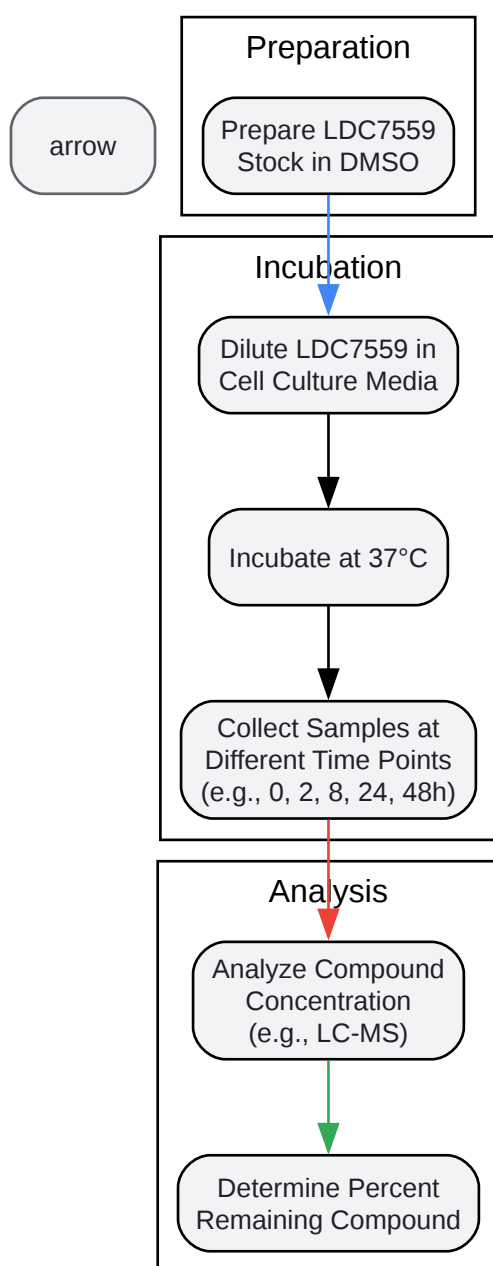 Preparation
arrow
Prepare LDC7559
Stock in DMSO
Incubation
Dilute LDC7559 in
Cell Culture Media
Incubate at 37°C
Collect Samples at
Different Time Points
(e.g., 0, 2, 8, 24, 48h)
Analysis
Analyze Compound
Concentration
(e.g., LC-MS)
Determine Percent
Remaining Compound